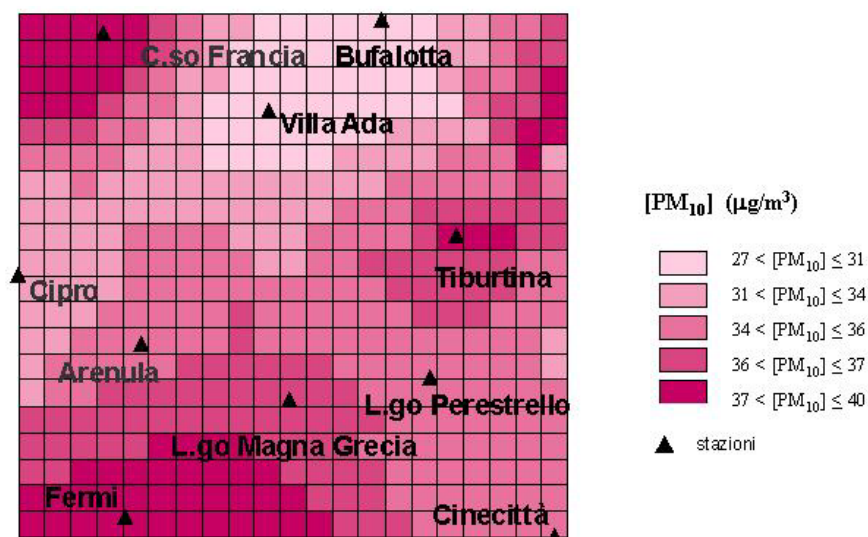 C.so Francia
Bufalotta
Villa Ada
Tiburtina
Cipro
Arenula
L.go Perestrello
L.go Magna Grecia
Fermi
Cinecittà
[PM₁₀] (μg/m³)
27 < [PM₁₀] ≤ 31
31 < [PM₁₀] ≤ 34
34 < [PM₁₀] ≤ 36
36 < [PM₁₀] ≤ 37
37 < [PM₁₀] ≤ 40
stazioni